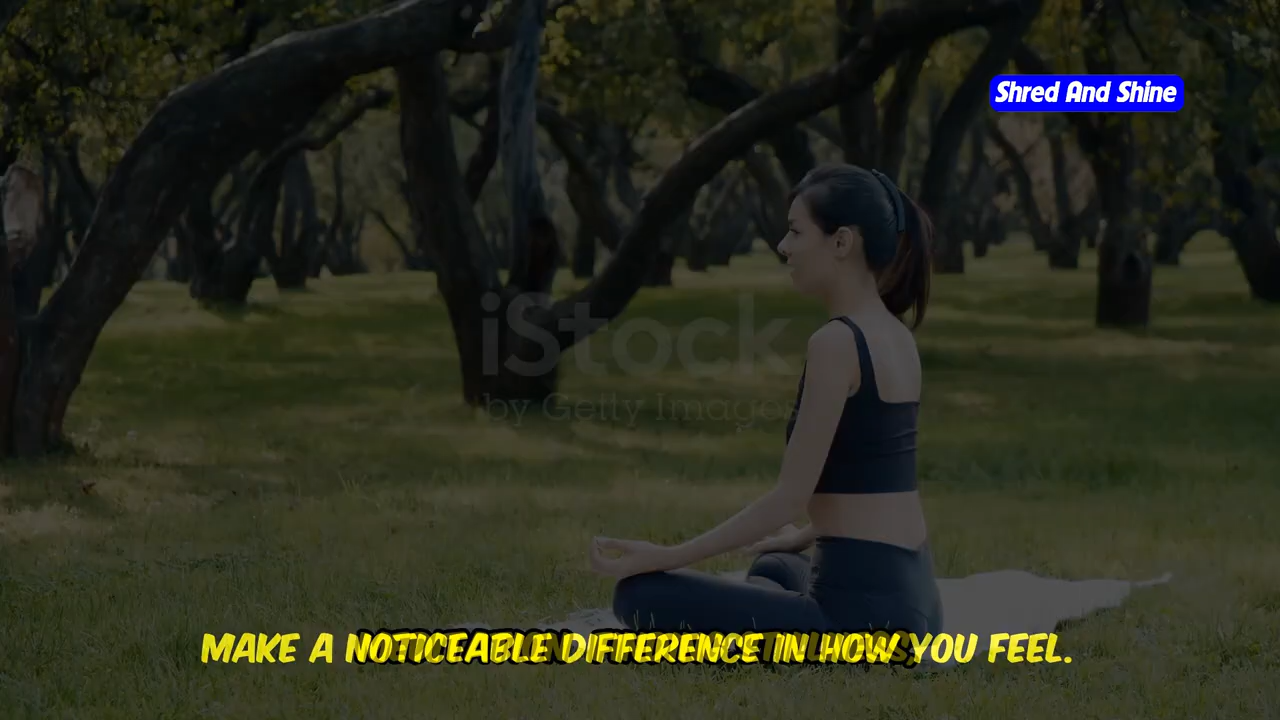 Shred And Shine
iStock
by Getty Images
MAKE A NOTICEABLE DIFFERENCE IN HOW YOU FEEL.